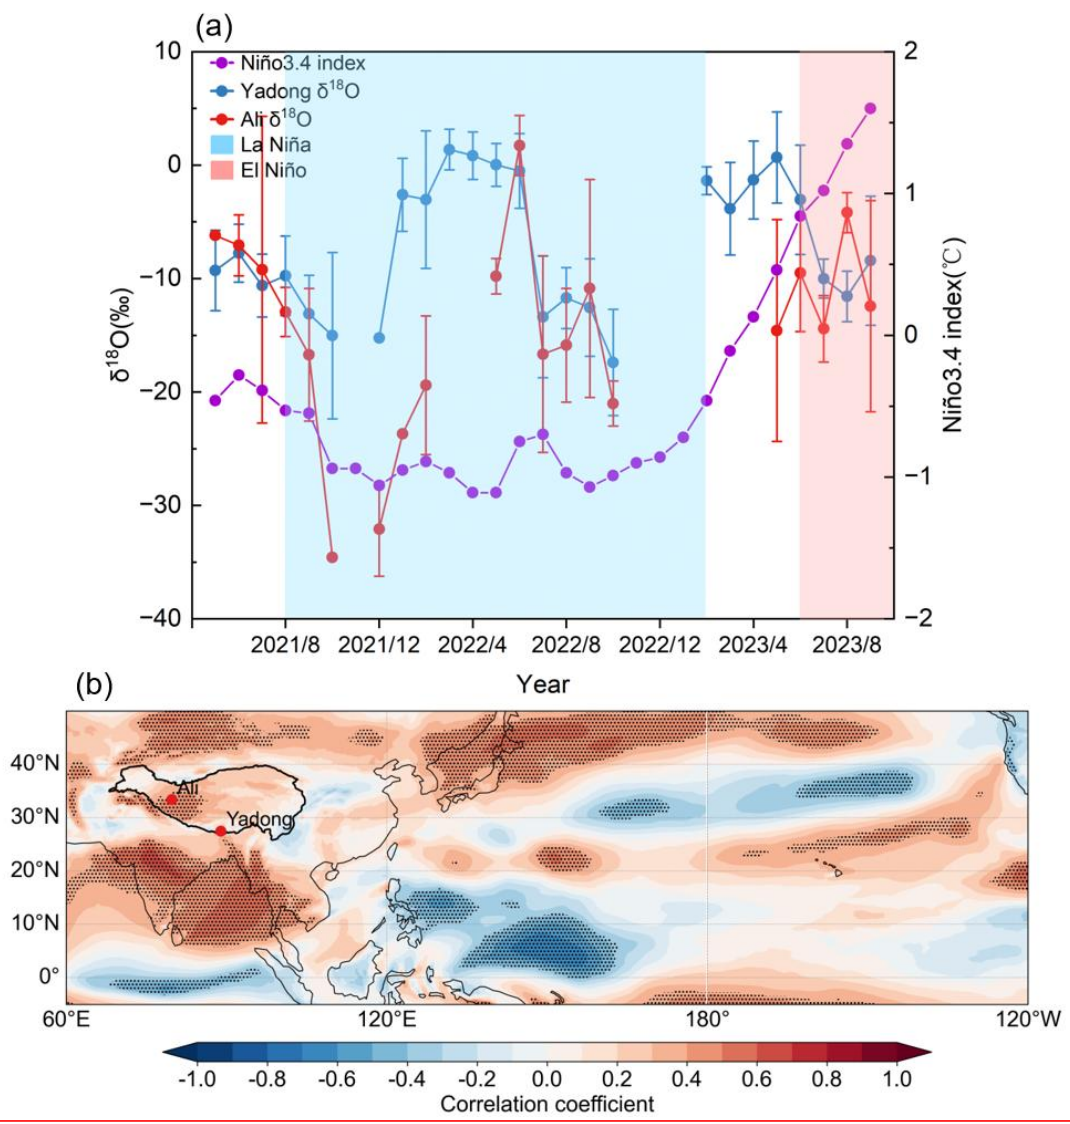 (a)
Niño3.4 index
Yadong δ¹⁸O
Ali δ¹⁸O
La Niña
El Niño
10
0
−10
−20
−30
−40
δ¹⁸O(‰)
2
1
0
−1
−2
Niño3.4 index(℃)
2021/8 2021/12 2022/4 2022/8 2022/12 2023/4 2023/8
Year
(b)
40°N
30°N
20°N
10°N
0°
Ali
Yadong
60°E 120°E 180° 120°W
-1.0 -0.8 -0.6 -0.4 -0.2 0.0 0.2 0.4 0.6 0.8 1.0
Correlation coefficient